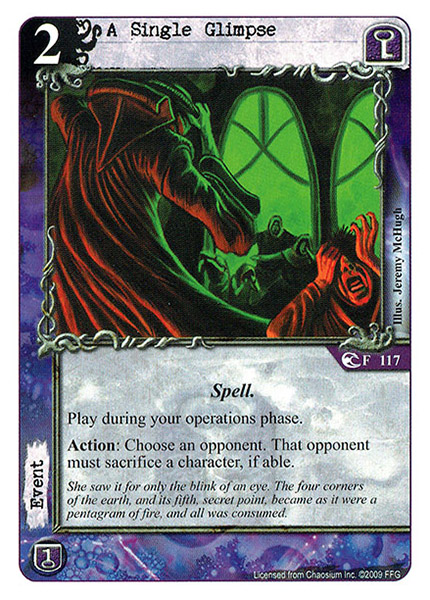 2
A Single Glimpse
Illus. Jeremy McHugh
F 117
Spell.
Play during your operations phase.
Action: Choose an opponent. That opponent
must sacrifice a character, if able.
She saw it for only the blink of an eye. The four corners
of the earth, and its fifth, secret point, became as it were a
pentagram of fire, and all was consumed.
Event
1
Licensed from Chaosium Inc. ©2009 FFG